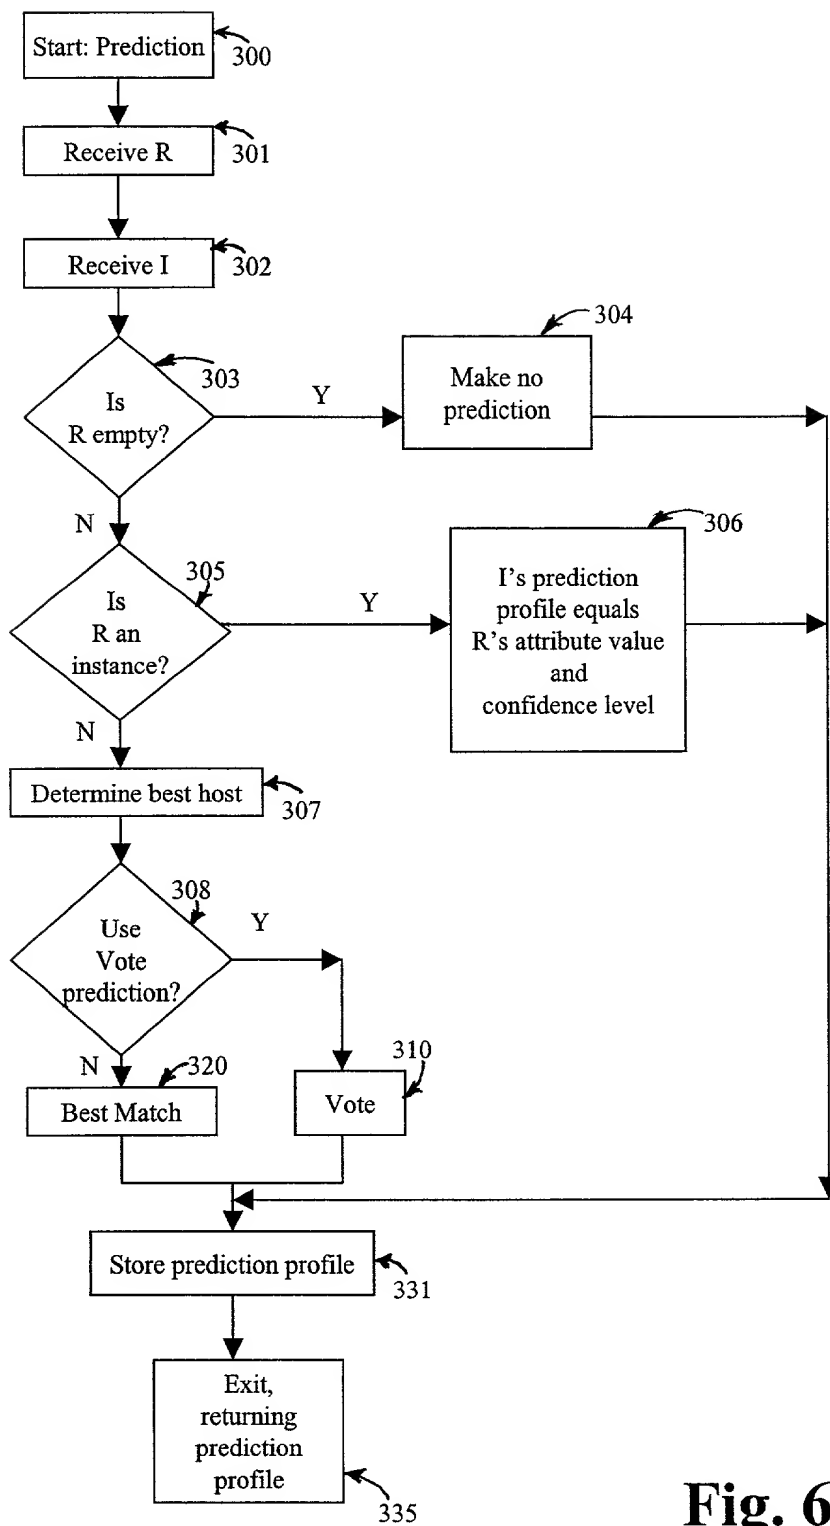 Start: Prediction
300
Receive R
301
Receive I
302
303
Is
R empty?
Y
304
Make no
prediction
N
305
Is
R an
instance?
Y
306
I's prediction
profile equals
R's attribute value
and
confidence level
N
Determine best host
307
308
Use
Vote
prediction?
Y
N
320
Best Match
310
Vote
Store prediction profile
331
Exit,
returning
prediction
profile
335
Fig. 6